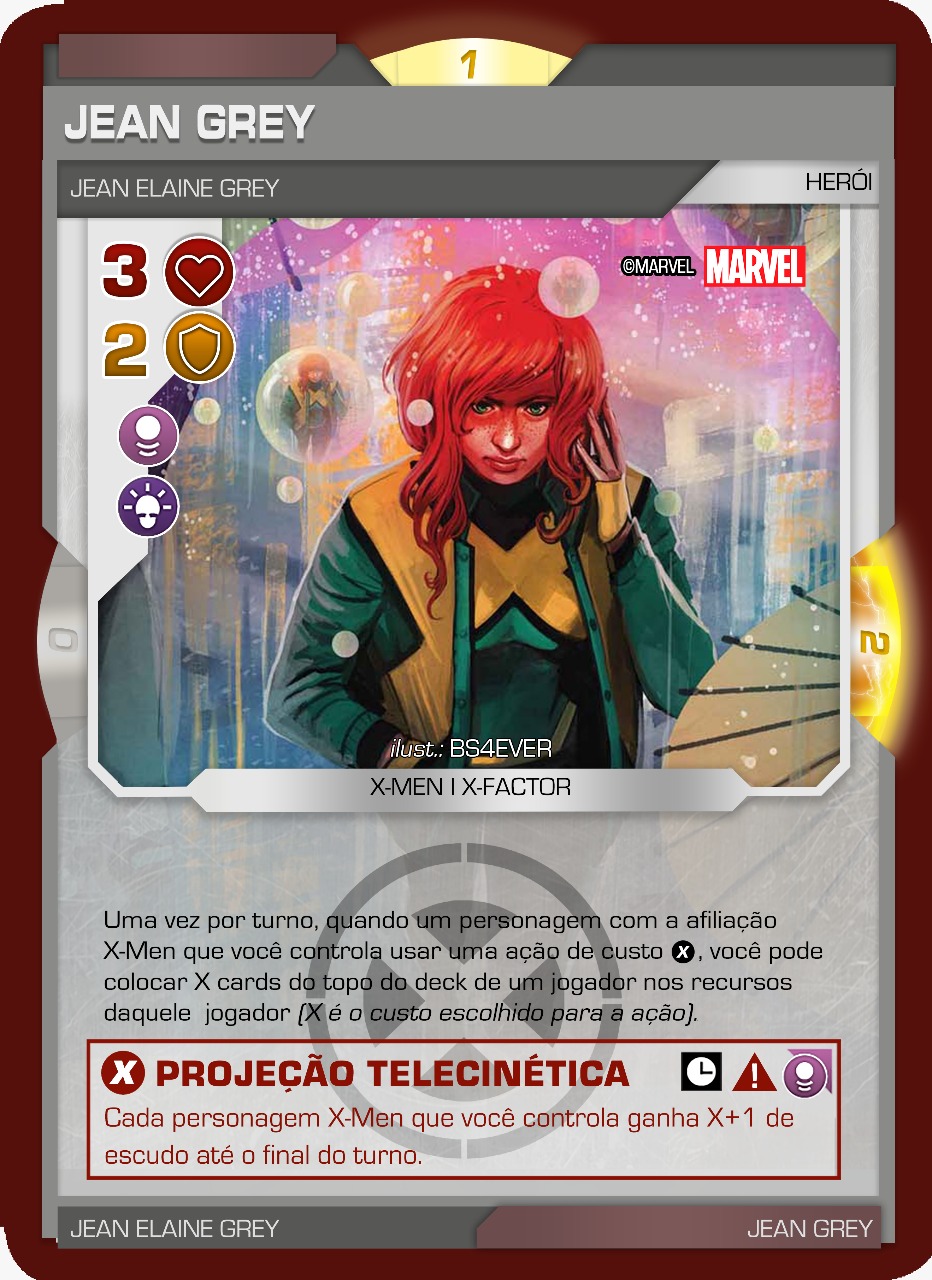 1
JEAN GREY
JEAN ELAINE GREY
HERÓI
3
2
©MARVEL MARVEL
0
2
ilust.: BS4EVER
X-MEN | X-FACTOR
Uma vez por turno, quando um personagem com a afiliação
X-Men que você controla usar uma ação de custo X, você pode
colocar X cards do topo do deck de um jogador nos recursos
daquele jogador (X é o custo escolhido para a ação).
X PROJEÇÃO TELECINÉTICA
Cada personagem X-Men que você controla ganha X+1 de
escudo até o final do turno.
JEAN ELAINE GREY
JEAN GREY